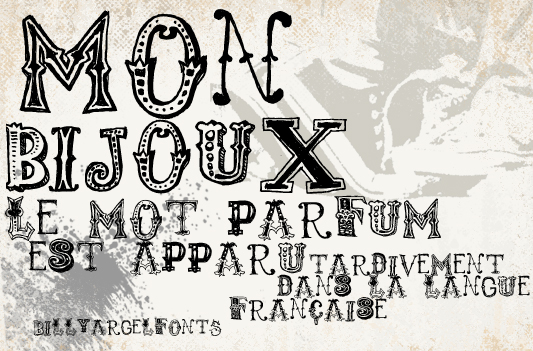 MON
BIJOUX
LE MOT PARFUM
EST APPARU TARDIVEMENT
DANS LA LANGUE
FRANÇAISE
BILLYARGELFONTS